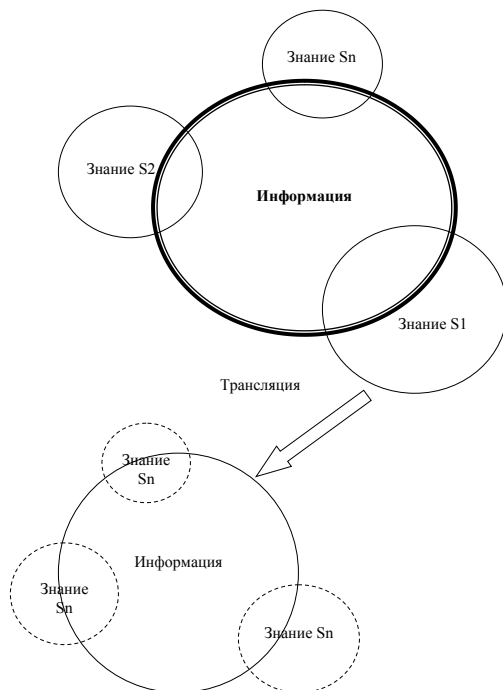 Знание Sn
Знание S2
Информация
Знание S1
Трансляция
Знание
Sn
Информация
Знание
Sn
Знание Sn